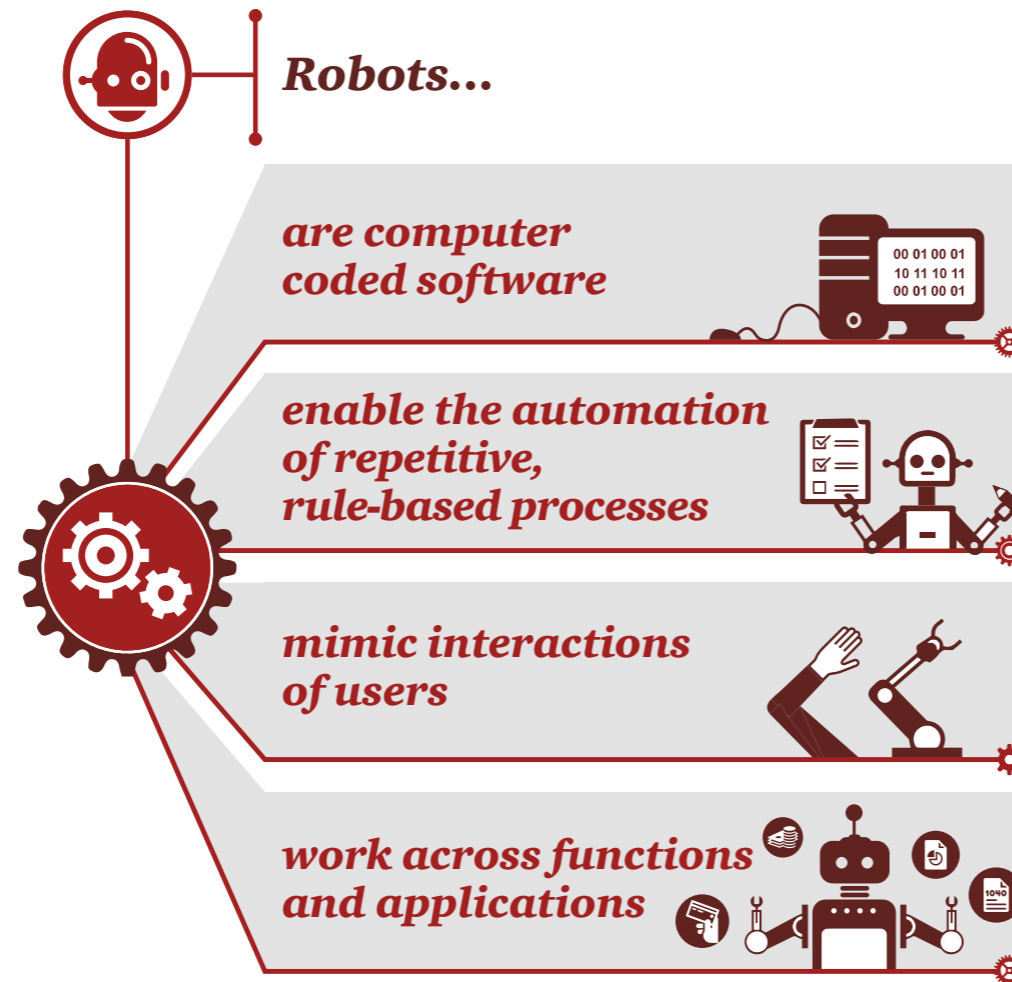 Robots...
are computer
coded software
00 01 00 01
10 11 10 11
00 01 00 01
enable the automation
of repetitive,
rule-based processes
mimic interactions
of users
work across functions
and applications
1040